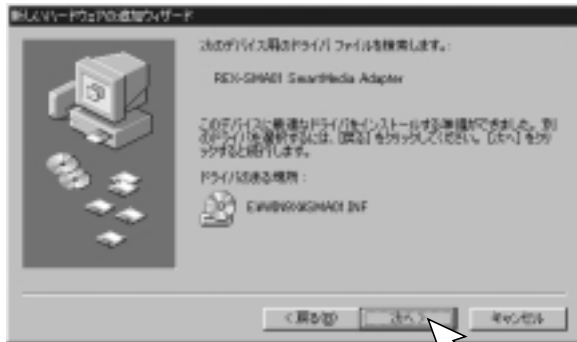 新しいハードウェアの追加ウィザード
次のデバイス用のドライバ ファイルを検索します。:
REX-SMA01 SmartMedia Adapter
このデバイスに最適なドライバをインストールする準備ができました。別
のドライバを選択するには、[戻る] をクリックしてください。[次へ] をクリ
ックすると続行します。
ドライバのある場所:
< 戻る(B)
次へ >
キャンセル